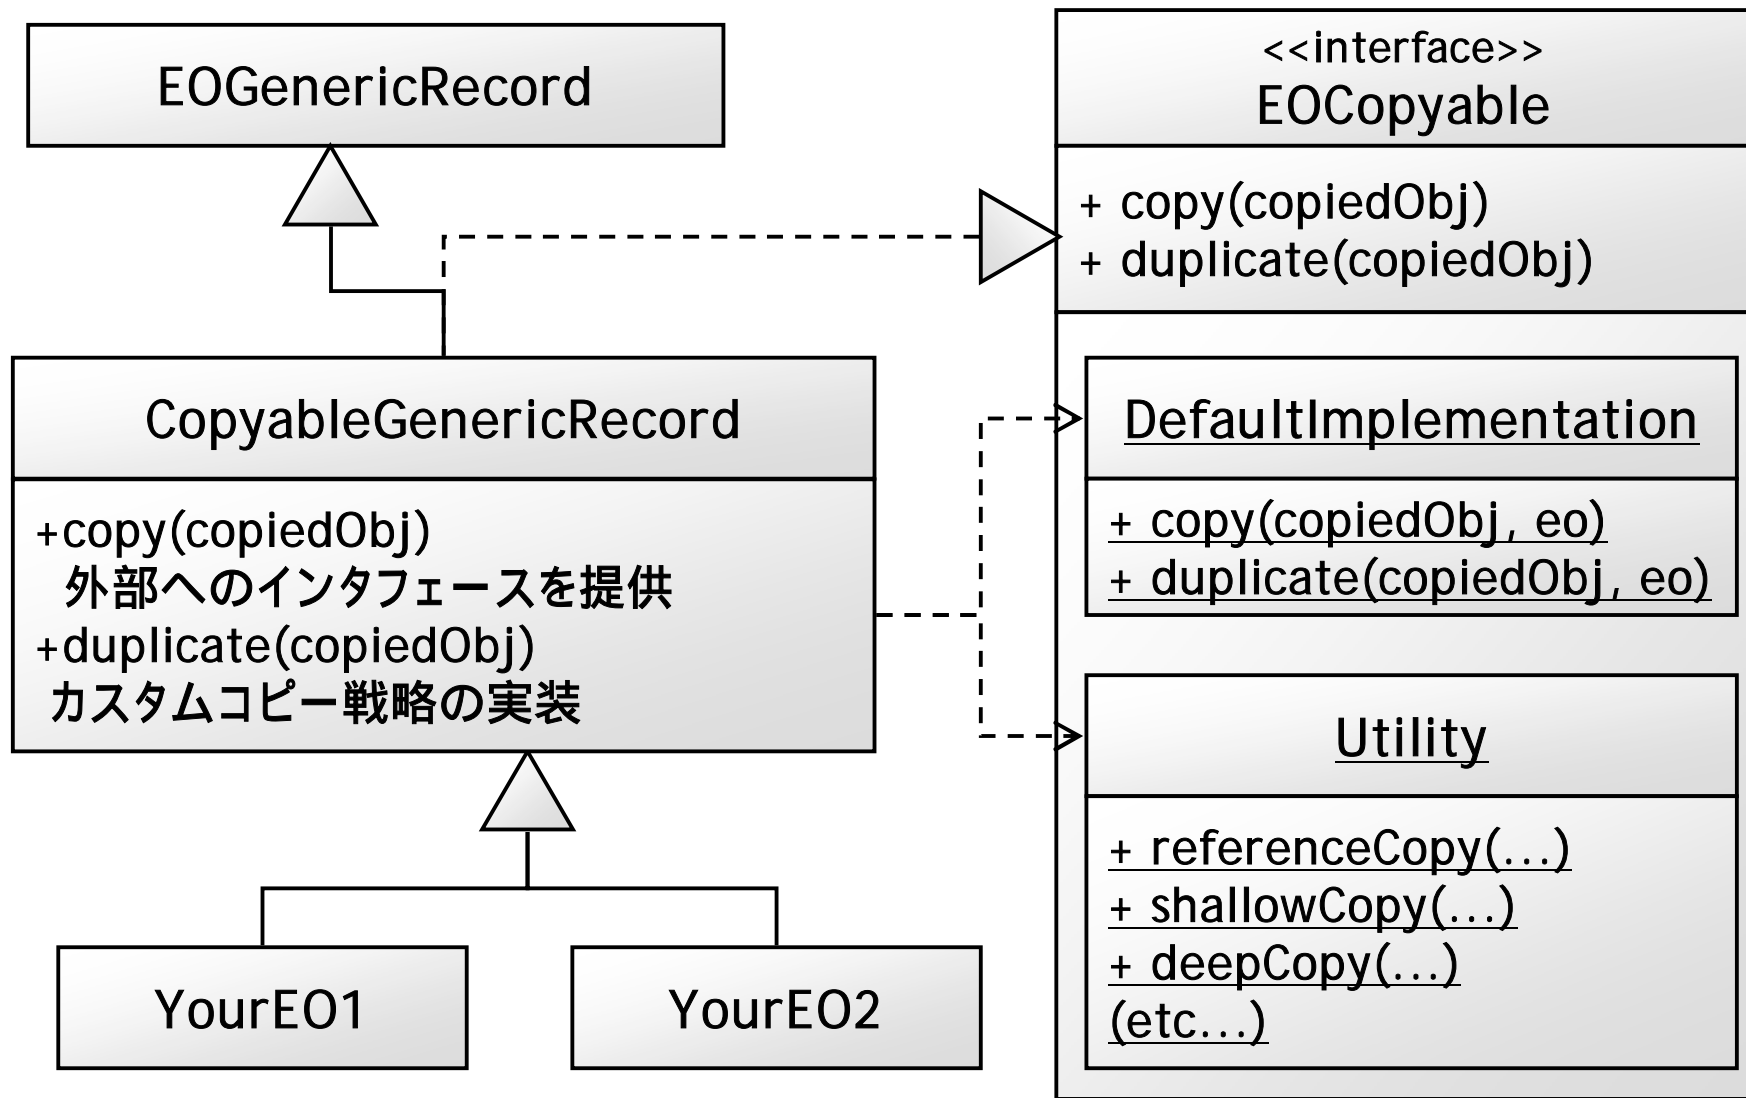 EOGenericRecord
<<interface>>
EOCopyable
+ copy(copiedObj)
+ duplicate(copiedObj)
CopyableGenericRecord
+copy(copiedObj)
外部へのインタフェースを提供
+duplicate(copiedObj)
カスタムコピー戦略の実装
DefaultImplementation
+ copy(copiedObj, eo)
+ duplicate(copiedObj, eo)
Utility
+ referenceCopy(...)
+ shallowCopy(...)
+ deepCopy(...)
(etc...)
YourEO1
YourEO2